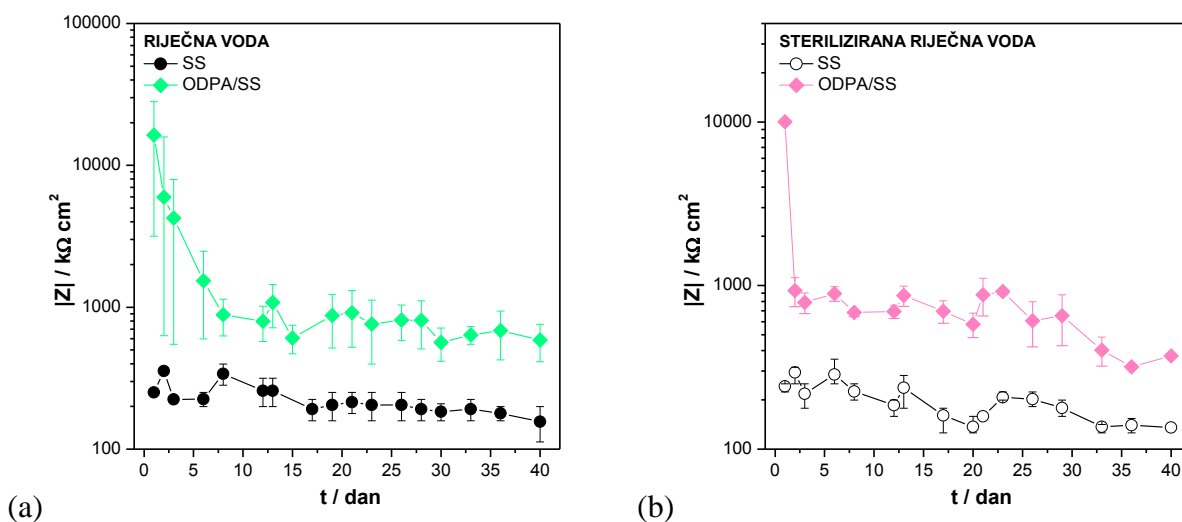 RIJEČNA VODA
SS
ODPA/SS
100000
10000
1000
100
|Z| / kΩ cm²
0 5 10 15 20 25 30 35 40
t / dan
(a)
STERILIZIRANA RIJEČNA VODA
SS
ODPA/SS
10000
1000
100
|Z| / kΩ cm²
0 5 10 15 20 25 30 35 40
t / dan
(b)